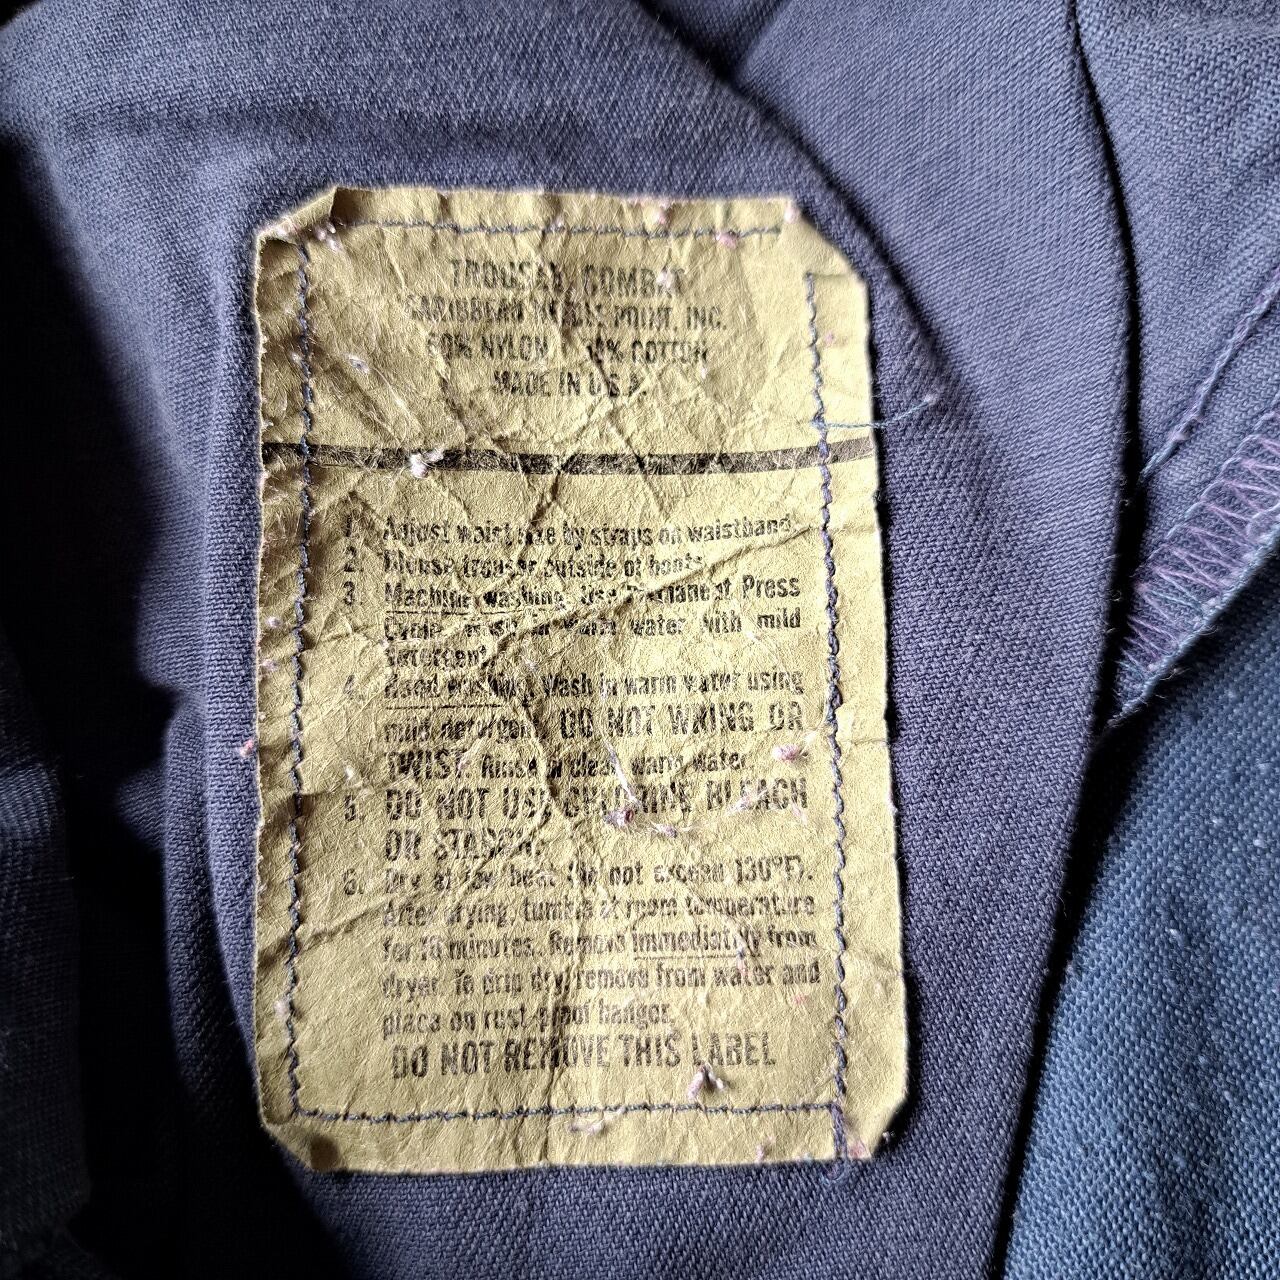 TROUSER, COMBAT
CARIBBEAN NEEDLE POINT, INC.
NYLON % COTTON
MADE IN U.S.A.
1. Adjust waist size by straps on waistband.
2. Blouse trouser outside of boots.
3. Machine washing. Use Permanent Press
Cycle. Wash in warm water with mild
detergent.
4. Hand washing. Wash in warm water using
mild detergent. DO NOT WRING OR
TWIST. Rinse in clean warm water.
5. DO NOT USE CHLORINE BLEACH
OR STARCH.
6. Dry at low heat (do not exceed 130°F).
After drying, tumble at room temperature
for 10 minutes. Remove immediately from
dryer. To drip dry, remove from water and
place on rust-proof hanger.
DO NOT REMOVE THIS LABEL